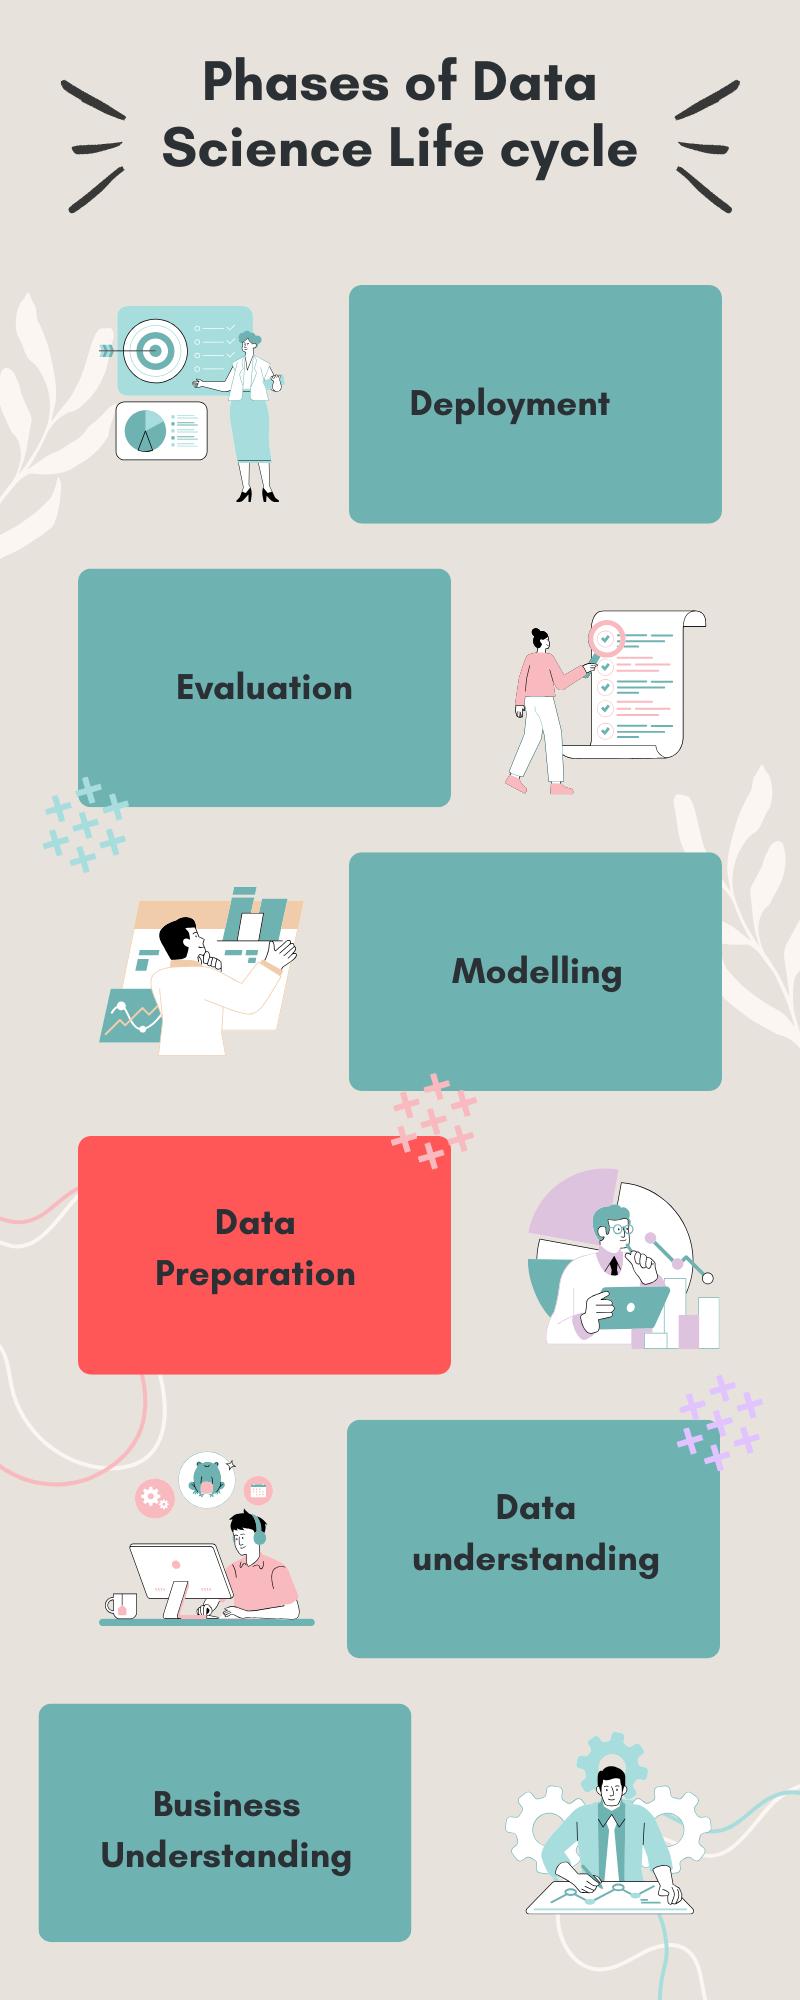 Phases of Data
Science Life cycle
Deployment
Evaluation
Modelling
Data
Preparation
Data
understanding
Business
Understanding